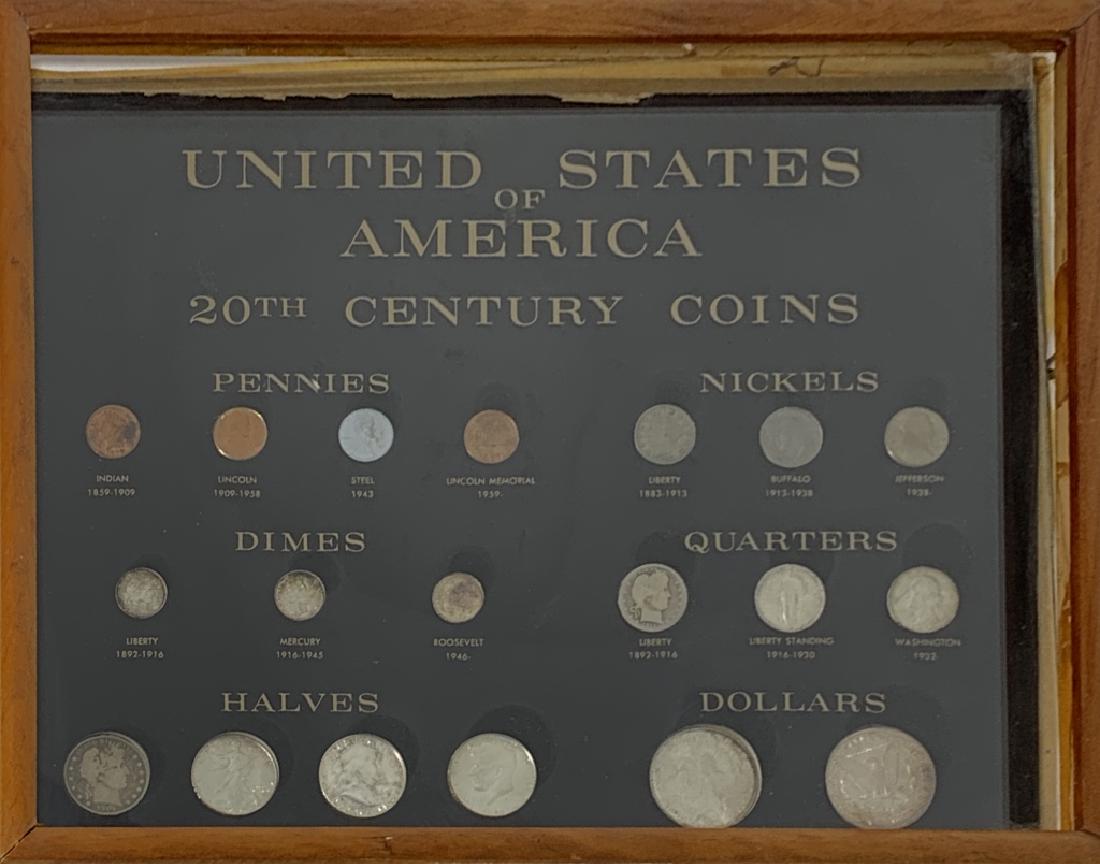 UNITED STATES
OF
AMERICA
20TH CENTURY COINS
PENNIES
INDIAN
1859-1909
LINCOLN
1909-1958
STEEL
1943
LINCOLN MEMORIAL
1959-
NICKELS
LIBERTY
1883-1913
BUFFALO
1913-1938
JEFFERSON
1938-
DIMES
LIBERTY
1892-1916
MERCURY
1916-1945
ROOSEVELT
1946-
QUARTERS
LIBERTY
1892-1916
LIBERTY STANDING
1916-1930
WASHINGTON
1932-
HALVES
DOLLARS